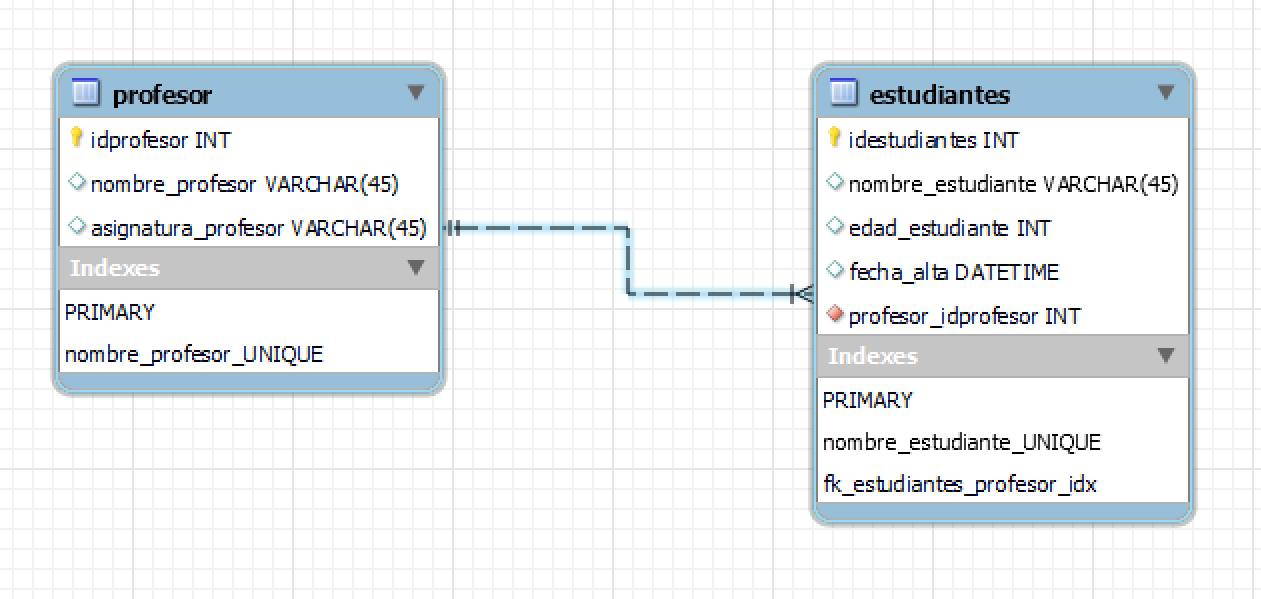 profesor
idprofesor INT
nombre_profesor VARCHAR(45)
asignatura_profesor VARCHAR(45)
Indexes
PRIMARY
nombre_profesor_UNIQUE
estudiantes
idestudiantes INT
nombre_estudiante VARCHAR(45)
edad_estudiante INT
fecha_alta DATETIME
profesor_idprofesor INT
Indexes
PRIMARY
nombre_estudiante_UNIQUE
fk_estudiantes_profesor_idx